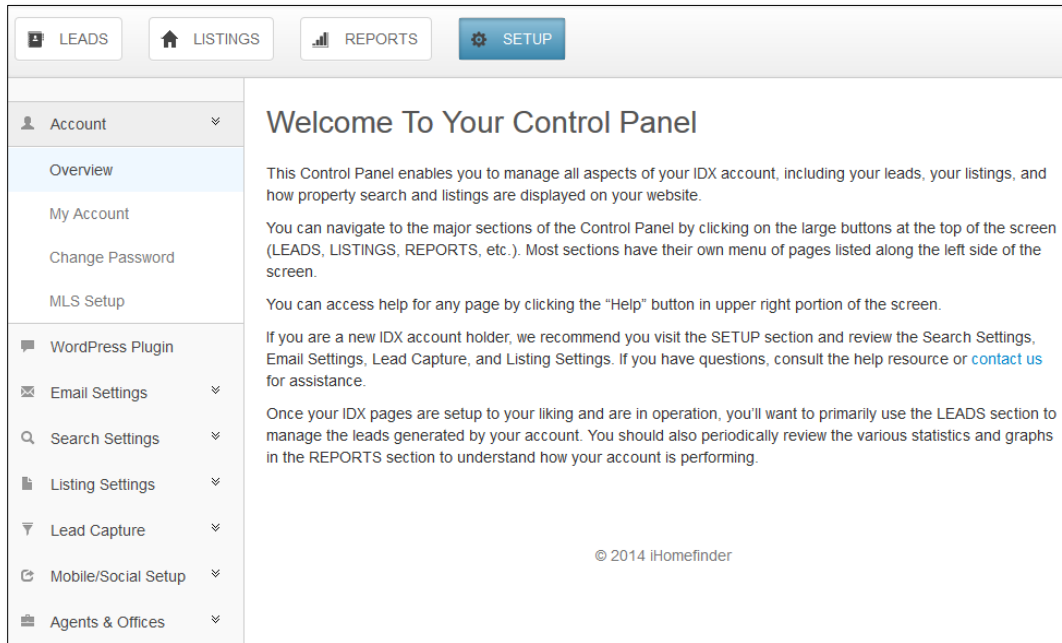 LEADS
LISTINGS
REPORTS
SETUP
Account
Overview
My Account
Change Password
MLS Setup
WordPress Plugin
Email Settings
Search Settings
Listing Settings
Lead Capture
Mobile/Social Setup
Agents & Offices
Welcome To Your Control Panel
This Control Panel enables you to manage all aspects of your IDX account, including your leads, your listings, and
how property search and listings are displayed on your website.
You can navigate to the major sections of the Control Panel by clicking on the large buttons at the top of the screen
(LEADS, LISTINGS, REPORTS, etc.). Most sections have their own menu of pages listed along the left side of the
screen.
You can access help for any page by clicking the “Help” button in upper right portion of the screen.
If you are a new IDX account holder, we recommend you visit the SETUP section and review the Search Settings,
Email Settings, Lead Capture, and Listing Settings. If you have questions, consult the help resource or contact us
for assistance.
Once your IDX pages are setup to your liking and are in operation, you’ll want to primarily use the LEADS section to
manage the leads generated by your account. You should also periodically review the various statistics and graphs
in the REPORTS section to understand how your account is performing.
© 2014 iHomefinder